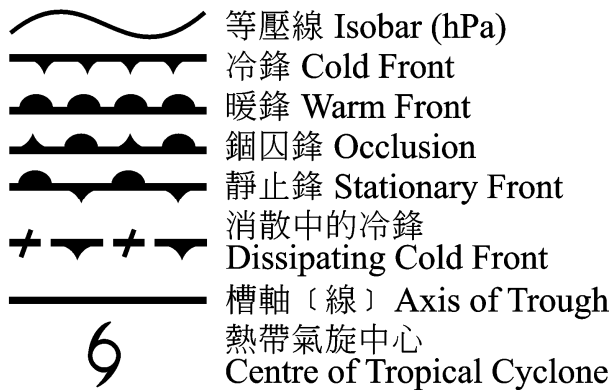 等壓線 Isobar (hPa)
冷鋒 Cold Front
暖鋒 Warm Front
錮囚鋒 Occlusion
靜止鋒 Stationary Front
消散中的冷鋒
Dissipating Cold Front
槽軸﹝線﹞Axis of Trough
熱帶氣旋中心
Centre of Tropical Cyclone